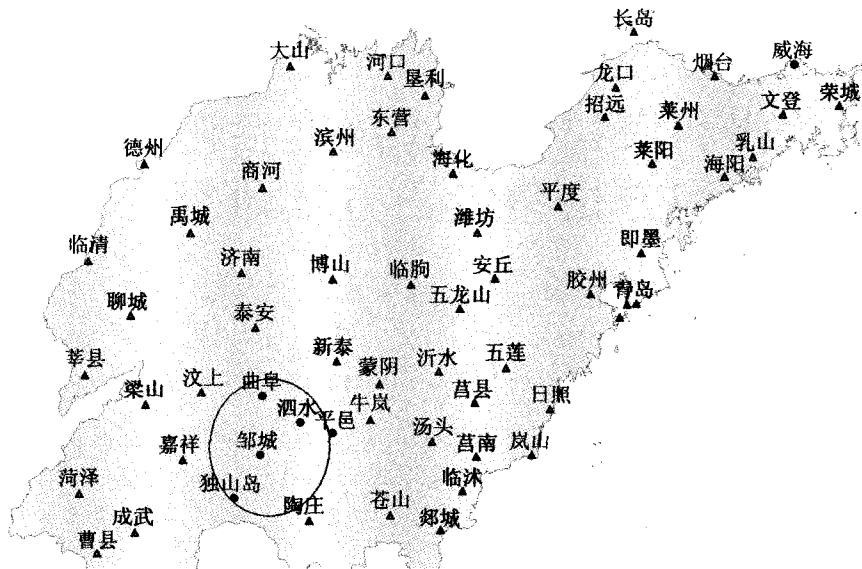 长岛
大山
河口
垦利
龙口
烟台
威海
招远
莱州
文登
荣城
东营
滨州
德州
商河
海化
莱阳
海阳
乳山
平度
禹城
潍坊
临清
济南
博山
临朐
安丘
即墨
聊城
泰安
五龙山
胶州
青岛
莘县
新泰
蒙阴
沂水
五莲
梁山
汶上
曲阜
泗水
平邑
牛岚
莒县
日照
嘉祥
邹城
汤头
莒南
岚山
菏泽
独山岛
临沭
成武
陶庄
苍山
郯城
曹县